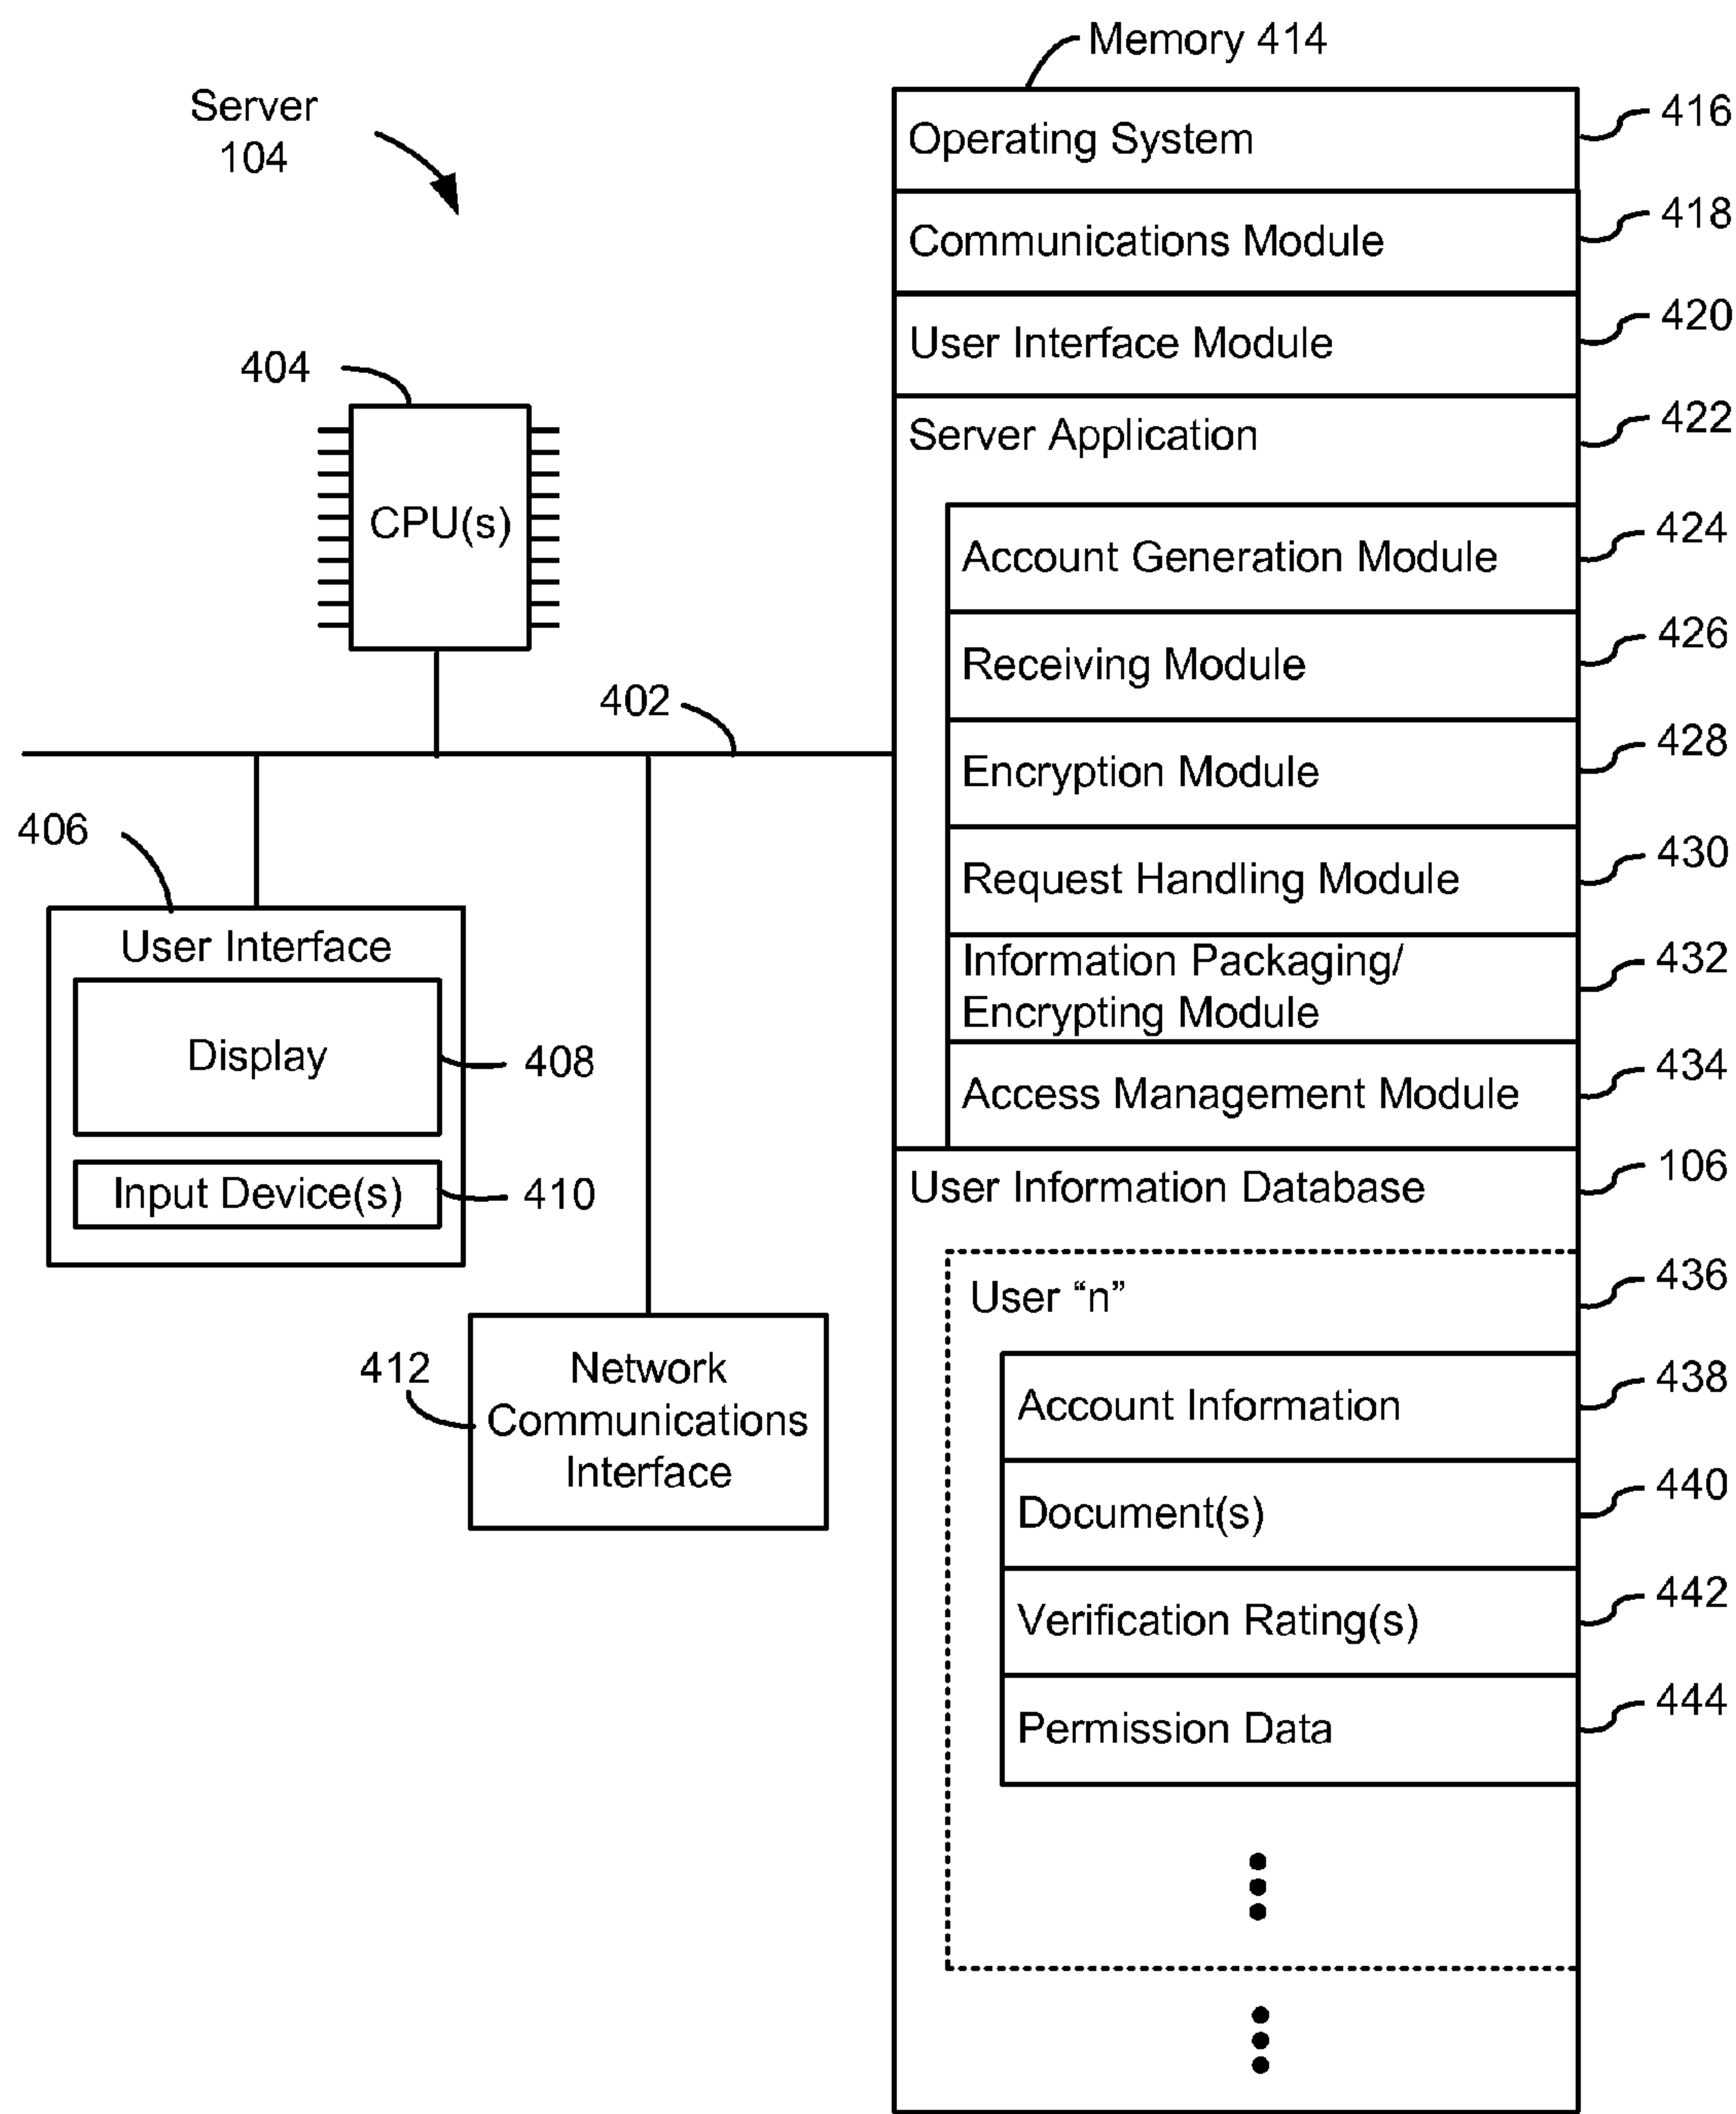 Memory 414
Server
104
Operating System
416
Communications Module
418
User Interface Module
420
404
CPU(s)
Server Application
422
Account Generation Module
424
Receiving Module
426
402
Encryption Module
428
406
Request Handling Module
430
User Interface
Information Packaging/
Encrypting Module
432
Display
408
Access Management Module
434
Input Device(s)
410
User Information Database
106
User “n”
436
412
Network
Communications
Interface
Account Information
438
Document(s)
440
Verification Rating(s)
442
Permission Data
444